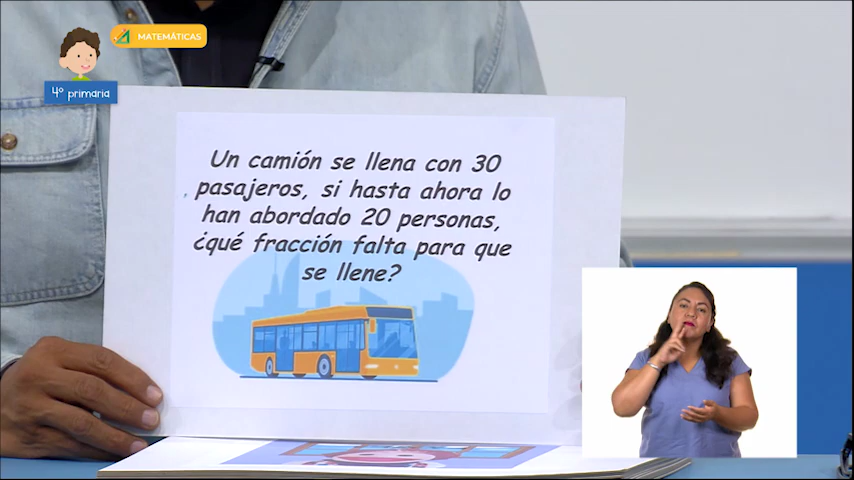 MATEMÁTICAS
4º primaria
Un camión se llena con 30
pasajeros, si hasta ahora lo
han abordado 20 personas,
¿qué fracción falta para que
se llene?